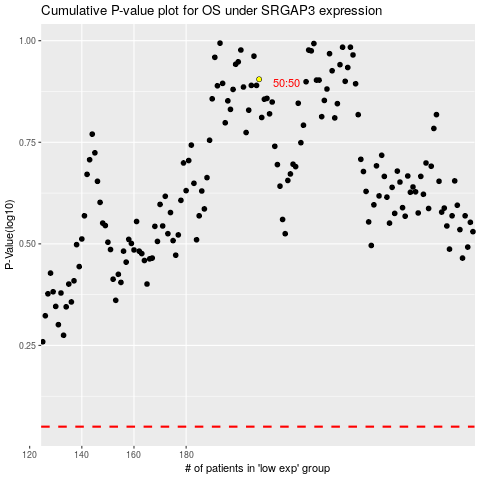 Cumulative P-value plot for OS under SRGAP3 expression
1.00
50:50
0.75
P-Value(log10)
0.50
0.25
120 140 160 180
# of patients in 'low exp' group